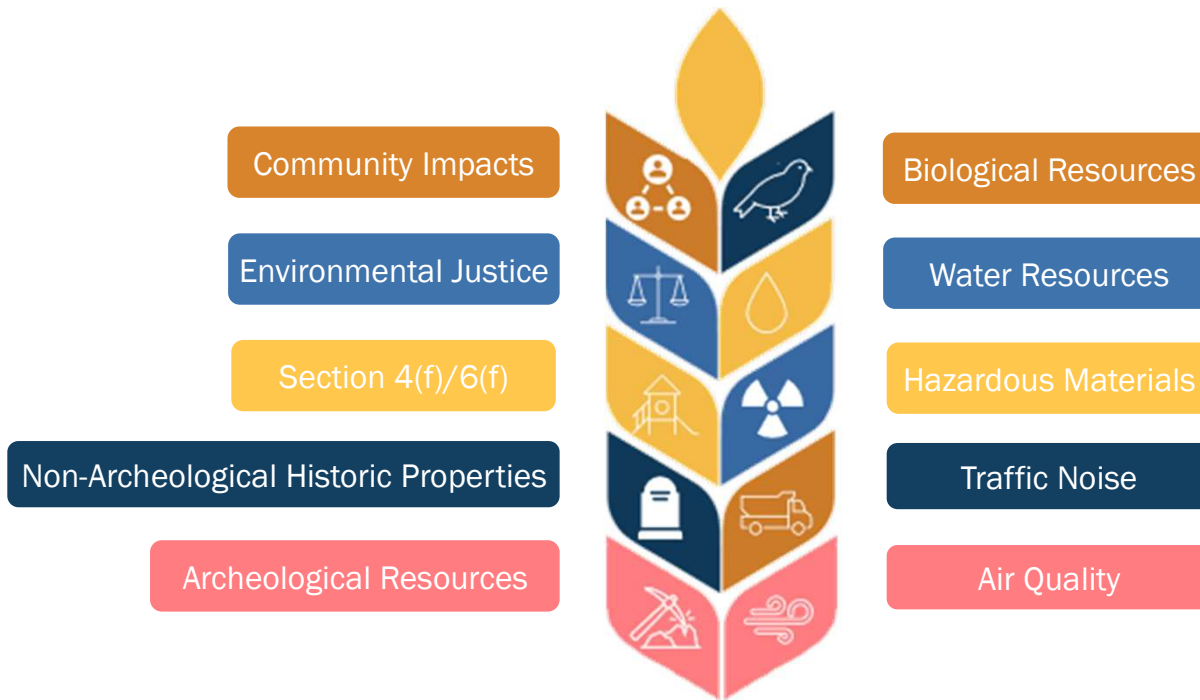 Community Impacts
Environmental Justice
Section 4(f)/6(f)
Non-Archeological Historic Properties
Archeological Resources
Biological Resources
Water Resources
Hazardous Materials
Traffic Noise
Air Quality